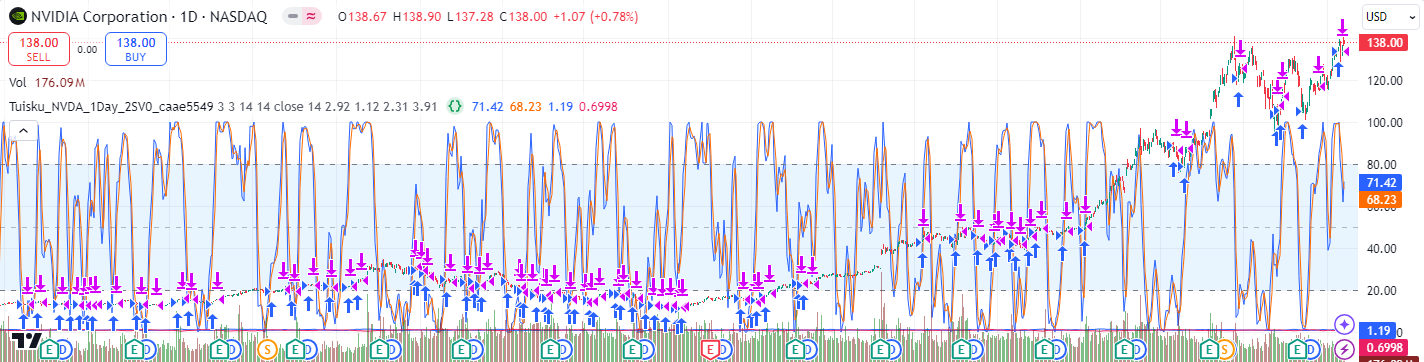 NVIDIA Corporation · 1D · NASDAQ O138.67 H138.90 L137.28 C138.00 +1.07 (+0.78%)
USD
138.00 0.00 138.00
SELL BUY
138.00
Vol 176.09M
120.00
Tuisku_NVDA_1Day_2SV0_caae5549 3 3 14 14 close 14 2.92 1.12 2.31 3.91 {} 71.42 68.23 1.19 0.6998
100.00
80.00
71.42
68.23
40.00
20.00
1.19
0.6998
E D E D E D S E D E D E D E D E D E D E D E D E D E D E S E D